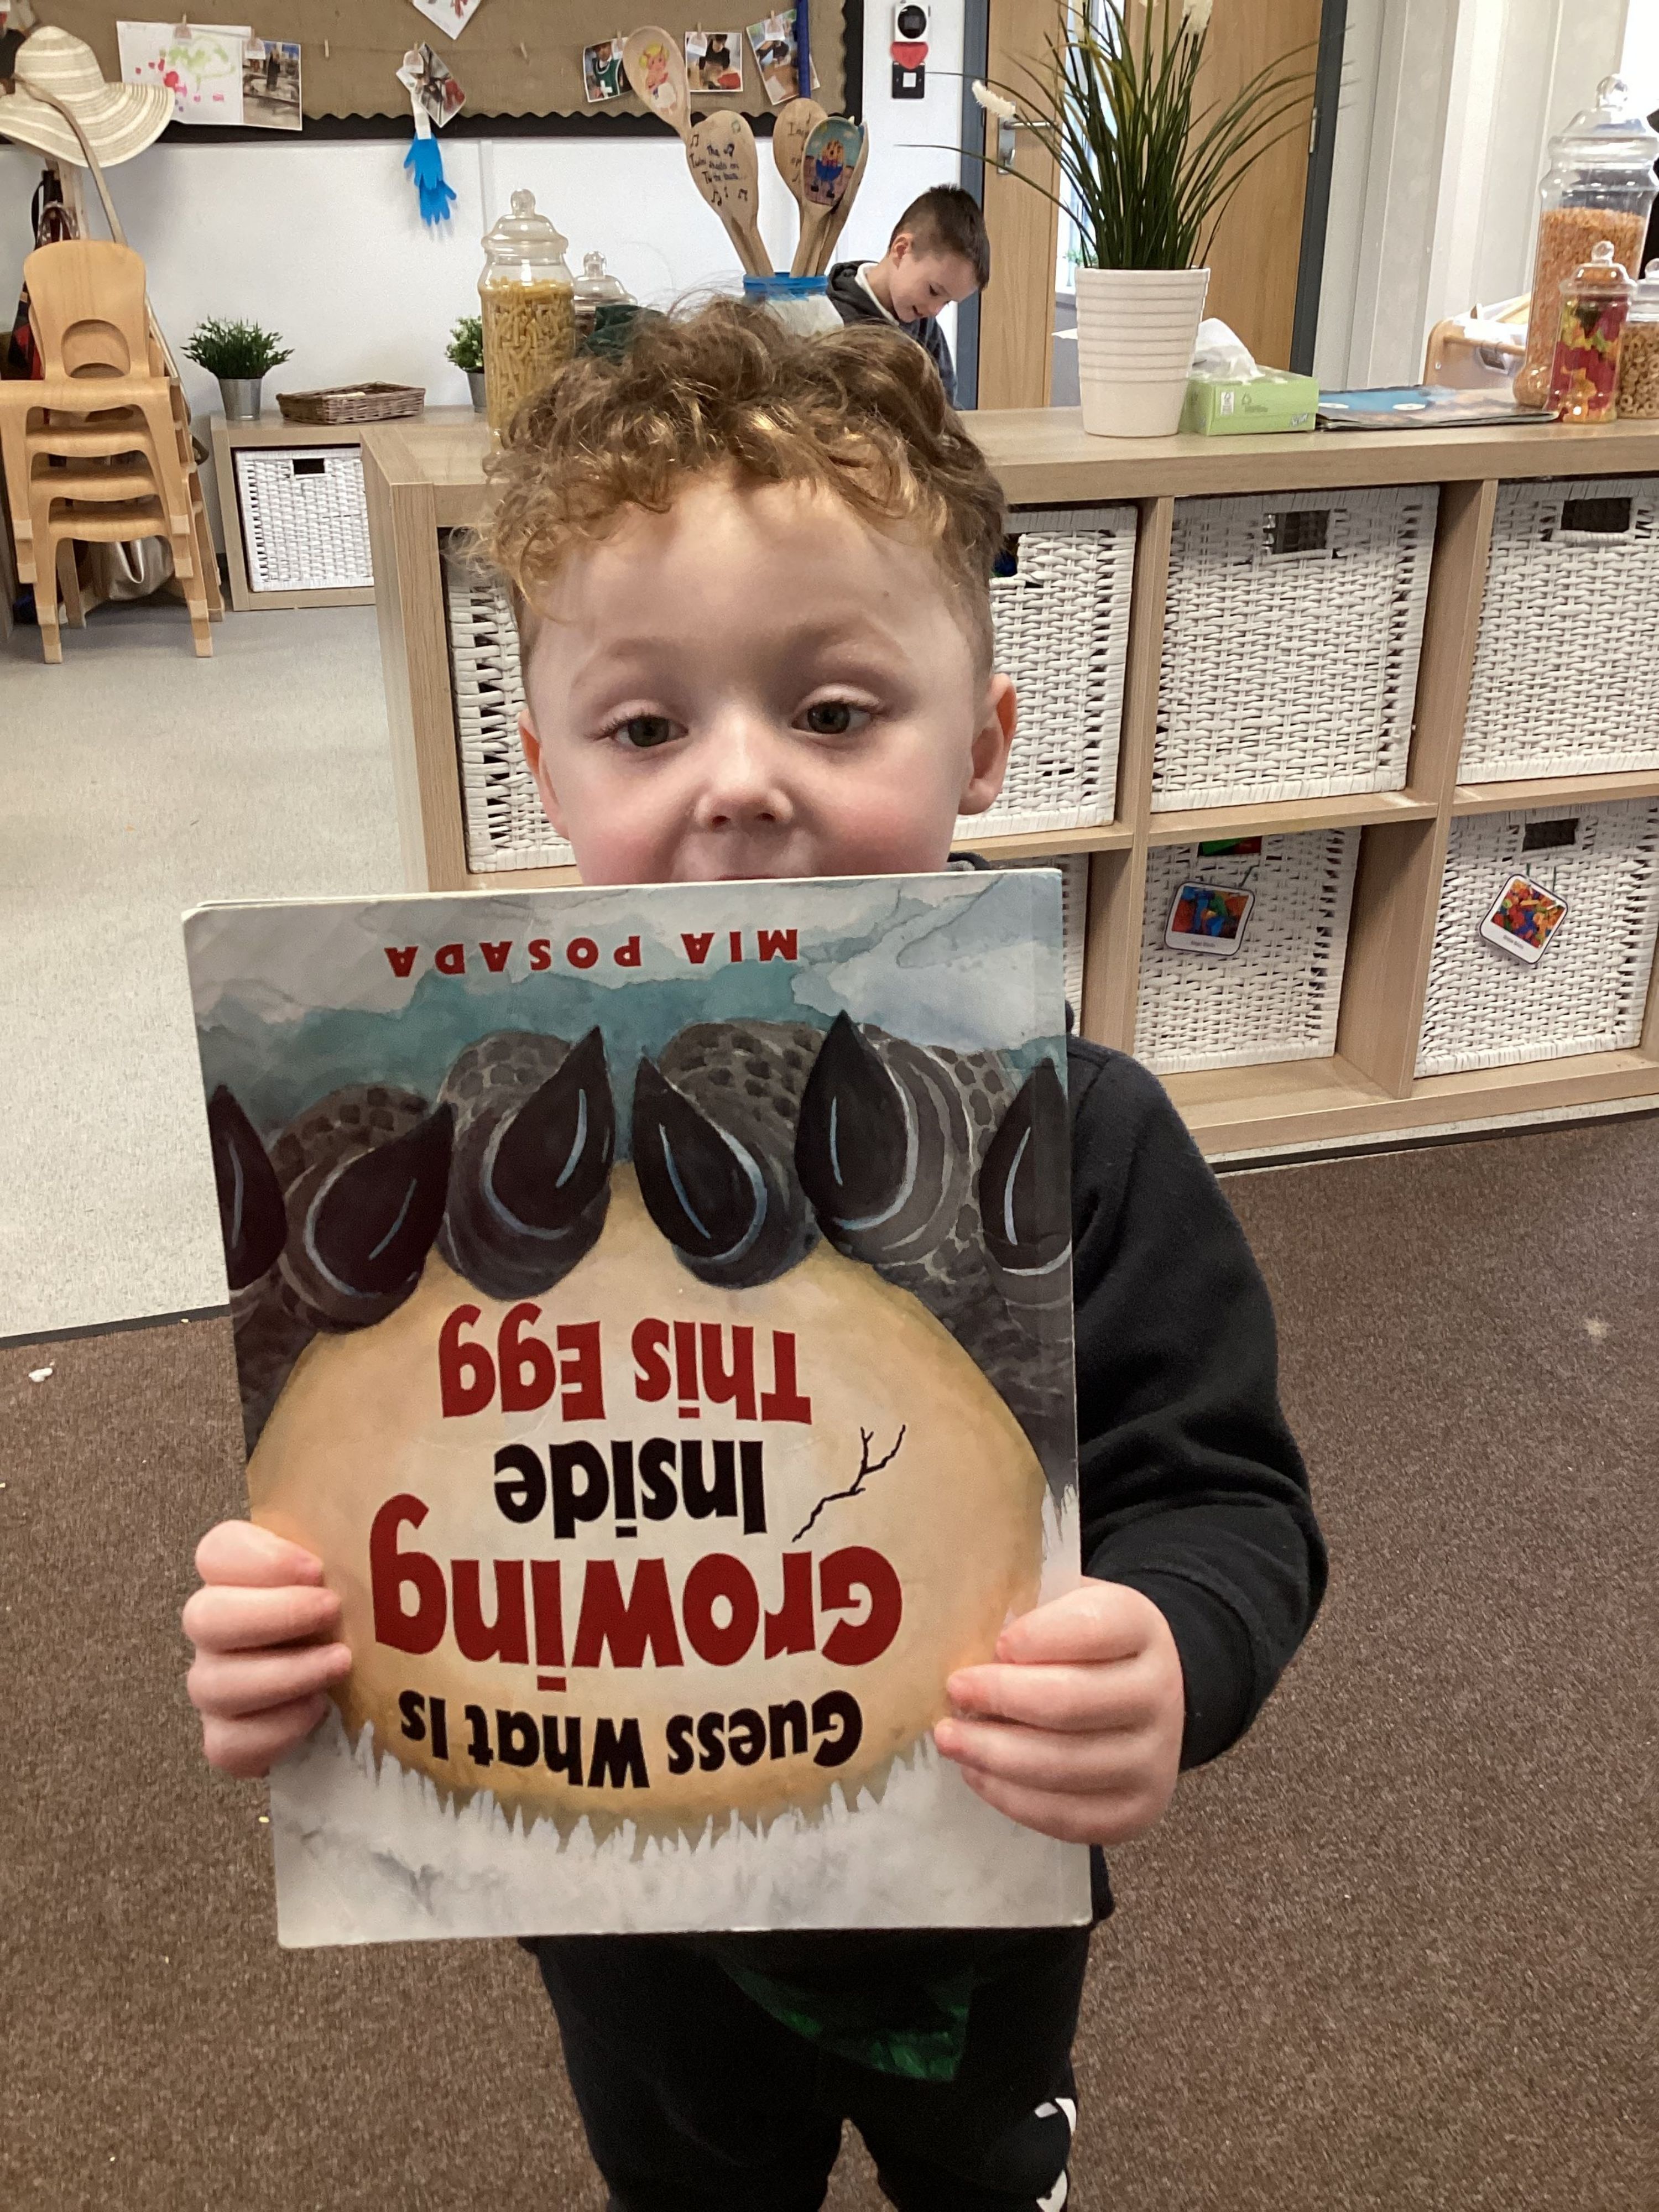 Guess What Is
Growing
Inside
This Egg
MIA POSADA